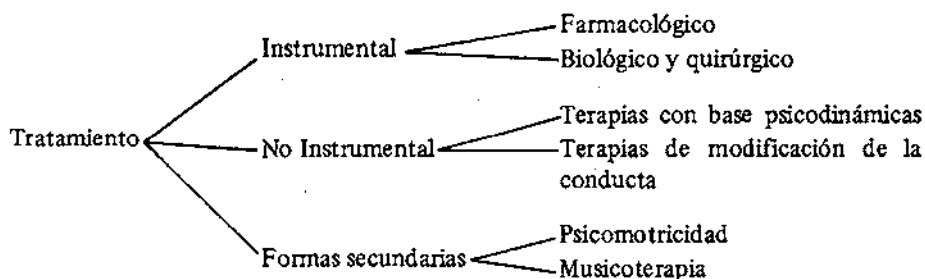 Farmacológico
Instrumental
Biológico y quirúrgico
Terapias con base psicodinámicas
Tratamiento
No Instrumental
Terapias de modificación de la
conducta
Psicomotricidad
Formas secundarias
Musicoterapia